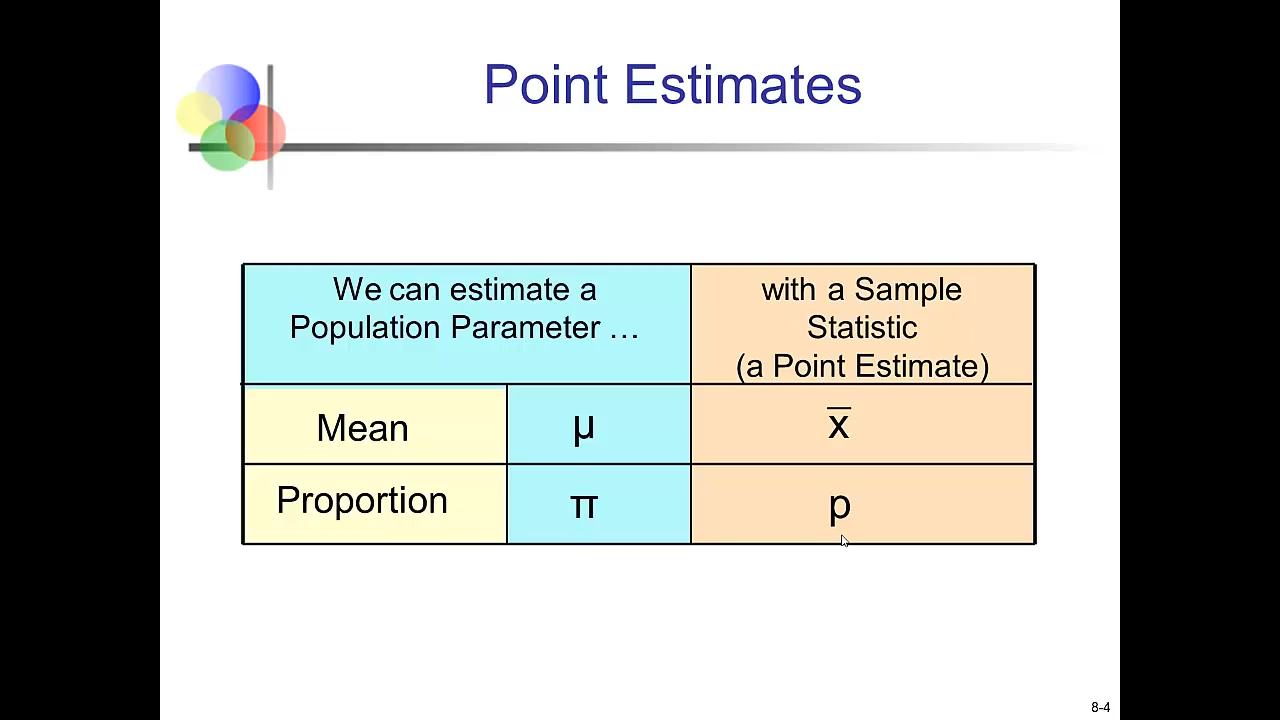 Point Estimates
We can estimate a
Population Parameter …
with a Sample
Statistic
(a Point Estimate)
Mean
μ
x̅
Proportion
π
p
8-4